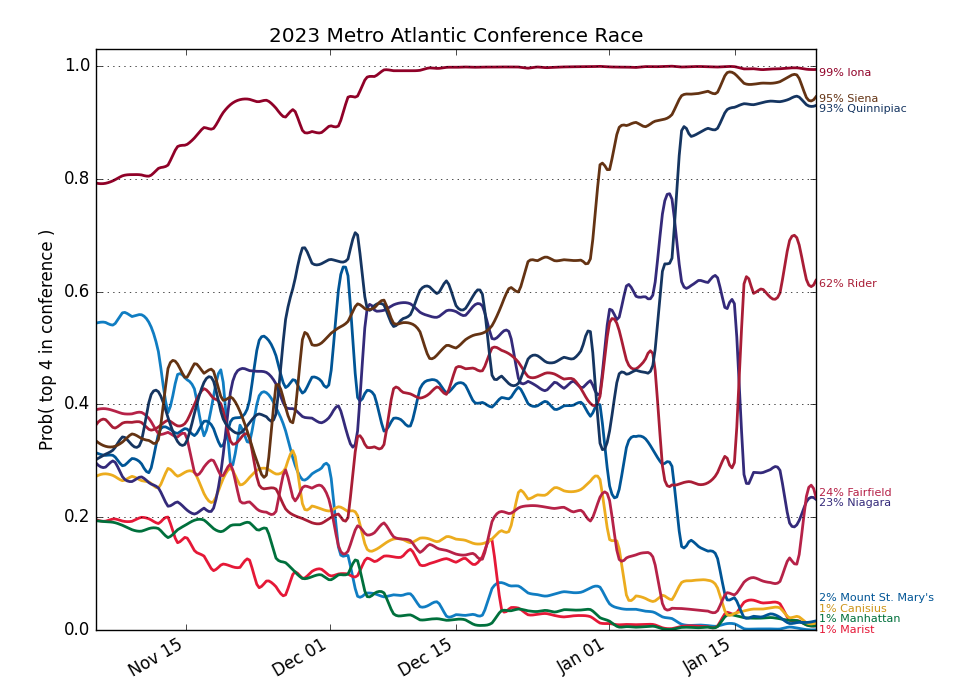 2023 Metro Atlantic Conference Race
Prob( top 4 in conference )
1.0
0.8
0.6
0.4
0.2
0.0
Nov 15
Dec 01
Dec 15
Jan 01
Jan 15
99% Iona
95% Siena
93% Quinnipiac
62% Rider
24% Fairfield
23% Niagara
2% Mount St. Mary's
1% Canisius
1% Manhattan
1% Marist